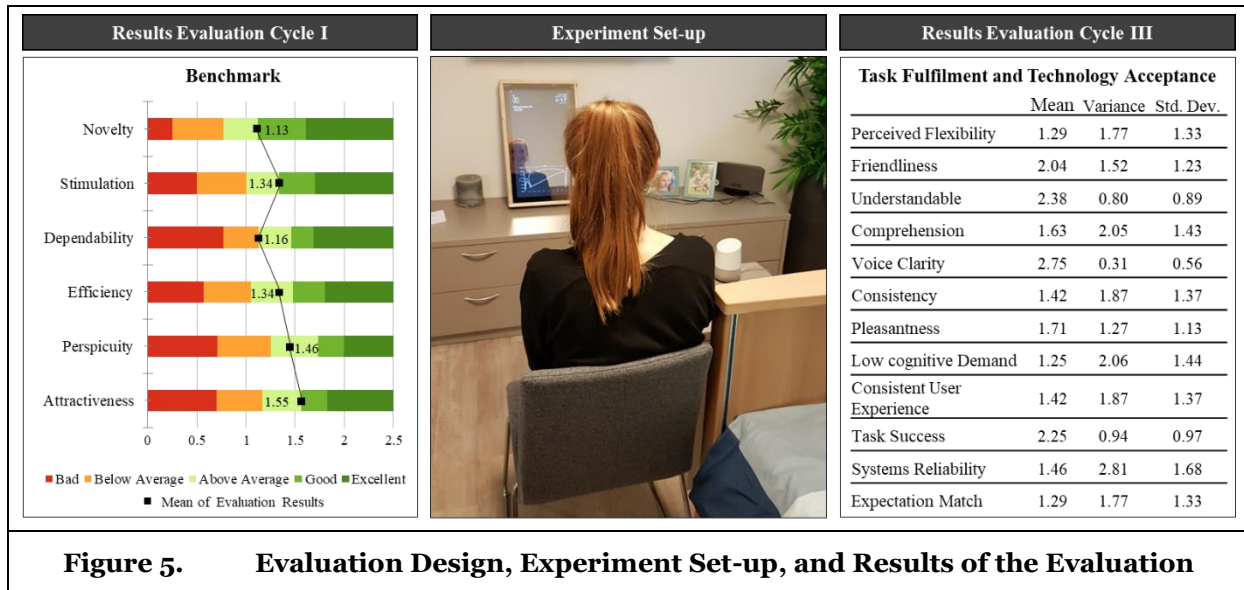 Results Evaluation Cycle I
Benchmark
Novelty
1.13
Stimulation
1.34
Dependability
1.16
Efficiency
1.34
Perspicuity
1.46
Attractiveness
1.55
0 0.5 1 1.5 2 2.5
Bad Below Average Above Average Good Excellent
Mean of Evaluation Results
Experiment Set-up
Results Evaluation Cycle III
Task Fulfilment and Technology Acceptance
Mean Variance Std. Dev.
Perceived Flexibility 1.29 1.77 1.33
Friendliness 2.04 1.52 1.23
Understandable 2.38 0.80 0.89
Comprehension 1.63 2.05 1.43
Voice Clarity 2.75 0.31 0.56
Consistency 1.42 1.87 1.37
Pleasantness 1.71 1.27 1.13
Low cognitive Demand 1.25 2.06 1.44
Consistent User
Experience 1.42 1.87 1.37
Task Success 2.25 0.94 0.97
Systems Reliability 1.46 2.81 1.68
Expectation Match 1.29 1.77 1.33
Figure 5. Evaluation Design, Experiment Set-up, and Results of the Evaluation